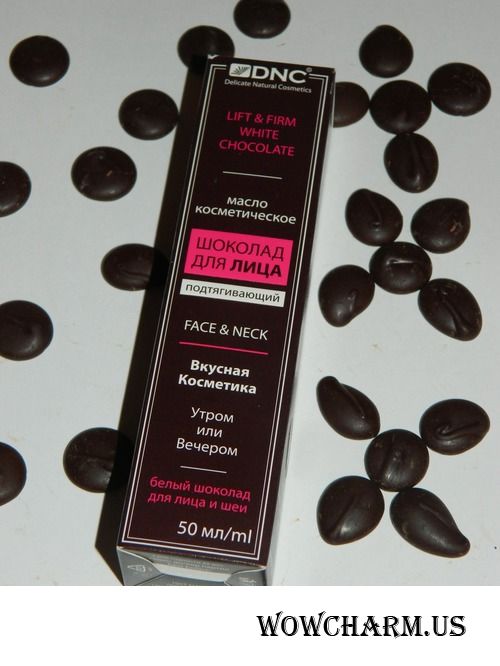 DNC®
Delicate Natural Cosmetics
LIFT & FIRM
WHITE
CHOCOLATE
масло
косметическое
ШОКОЛАД
ДЛЯ ЛИЦА
подтягивающий
FACE & NECK
Вкусная
Косметика
Утром
или
Вечером
белый шоколад
для лица и шеи
50 мл/ml
WOWCHARM.US